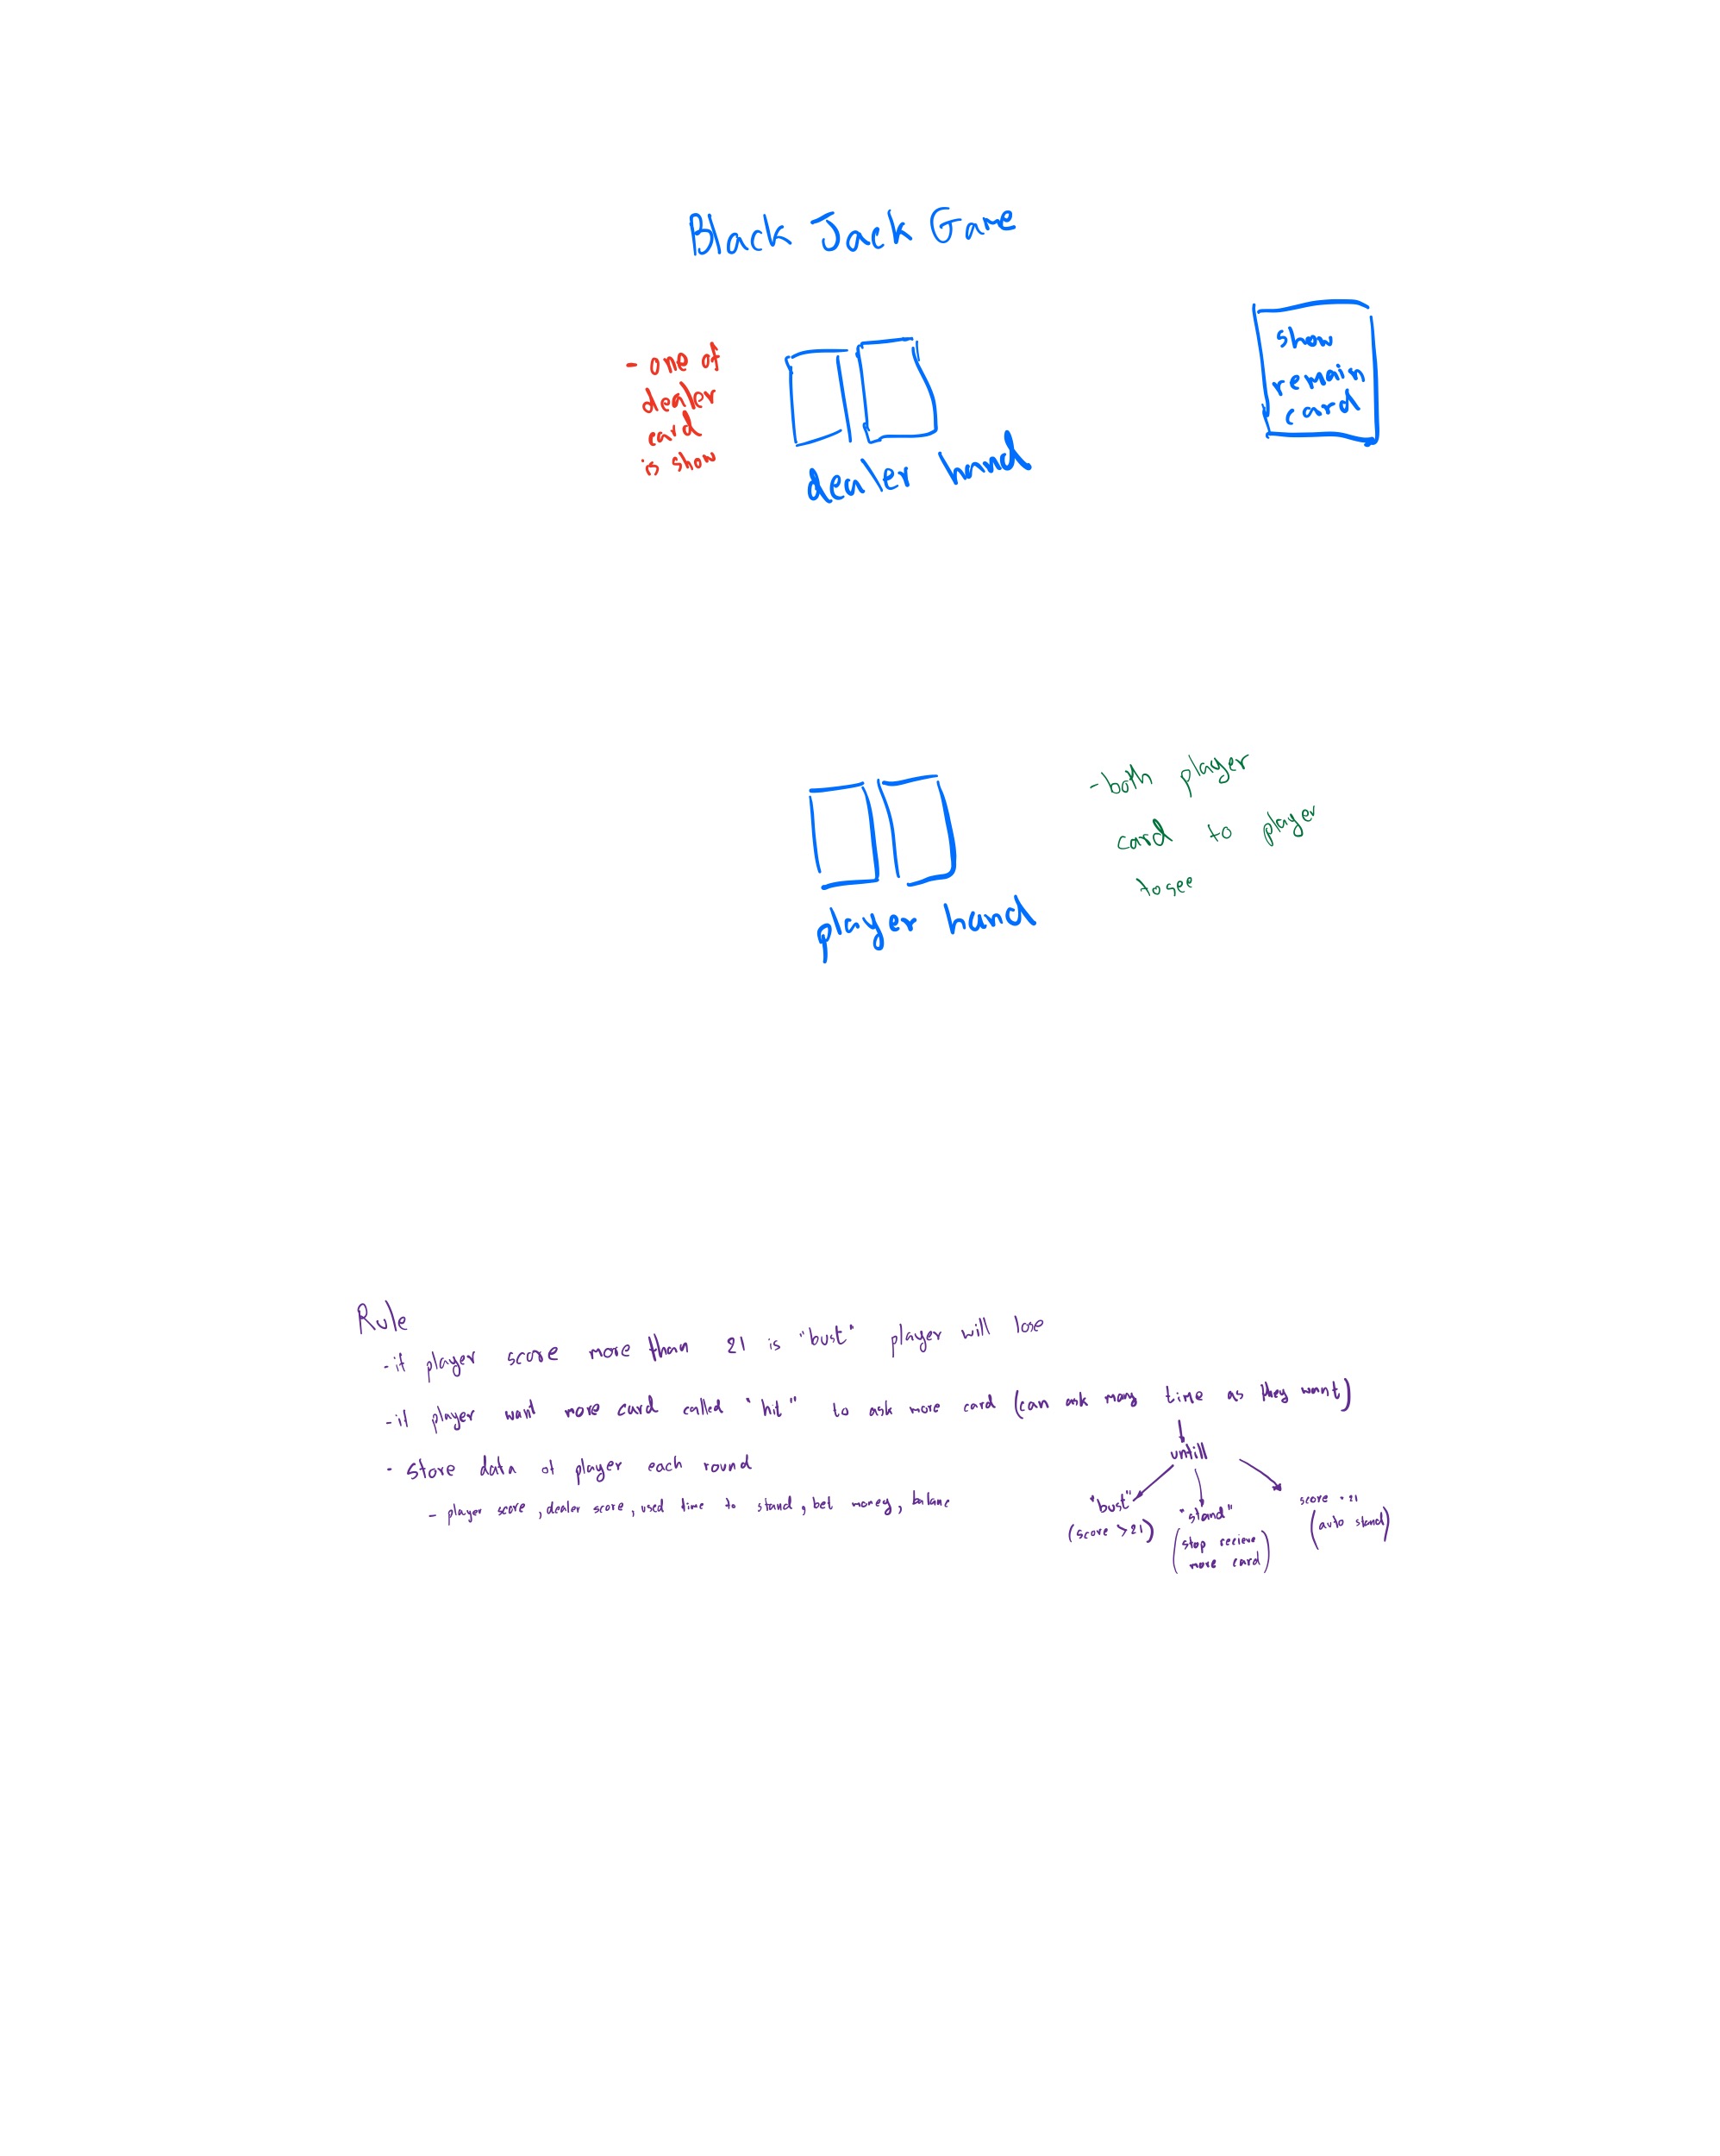 Black Jack Game
- one of
dealer
card
is show
show
remain
card
dealer hand
-both player
card to player
to see
player hand
Rule
-if player score more than 21 is "bust" player will lose
-if player want more card called "hit" to ask more card (can ask many time as they want)
untill
- store data of player each round
- player score, dealer score, used time to stand, bet money, balanc
"bust"
(score >21)
"stand"
(stop recieve
more card)
score = 21
(auto stand)